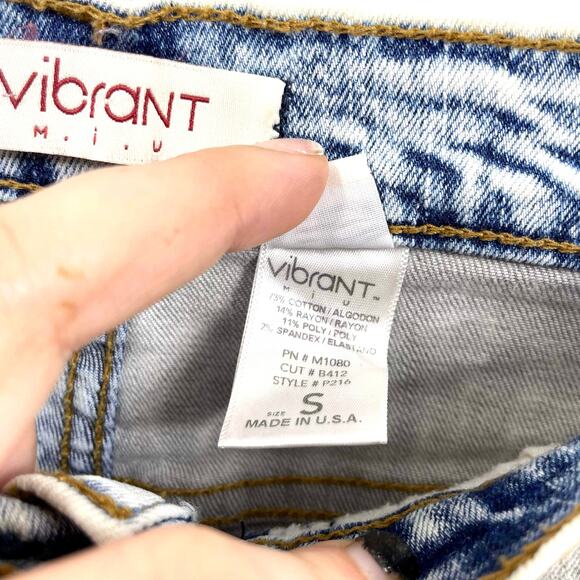 vibraNT
M.i.U
vibraNT™
M I U
73% COTTON/ALGODON
14% RAYON/RAYON
11% POLY/POLY
2% SPANDEX/ELASTANO
PN # M1080
CUT # B412
STYLE # P216
SIZE S
MADE IN U.S.A.